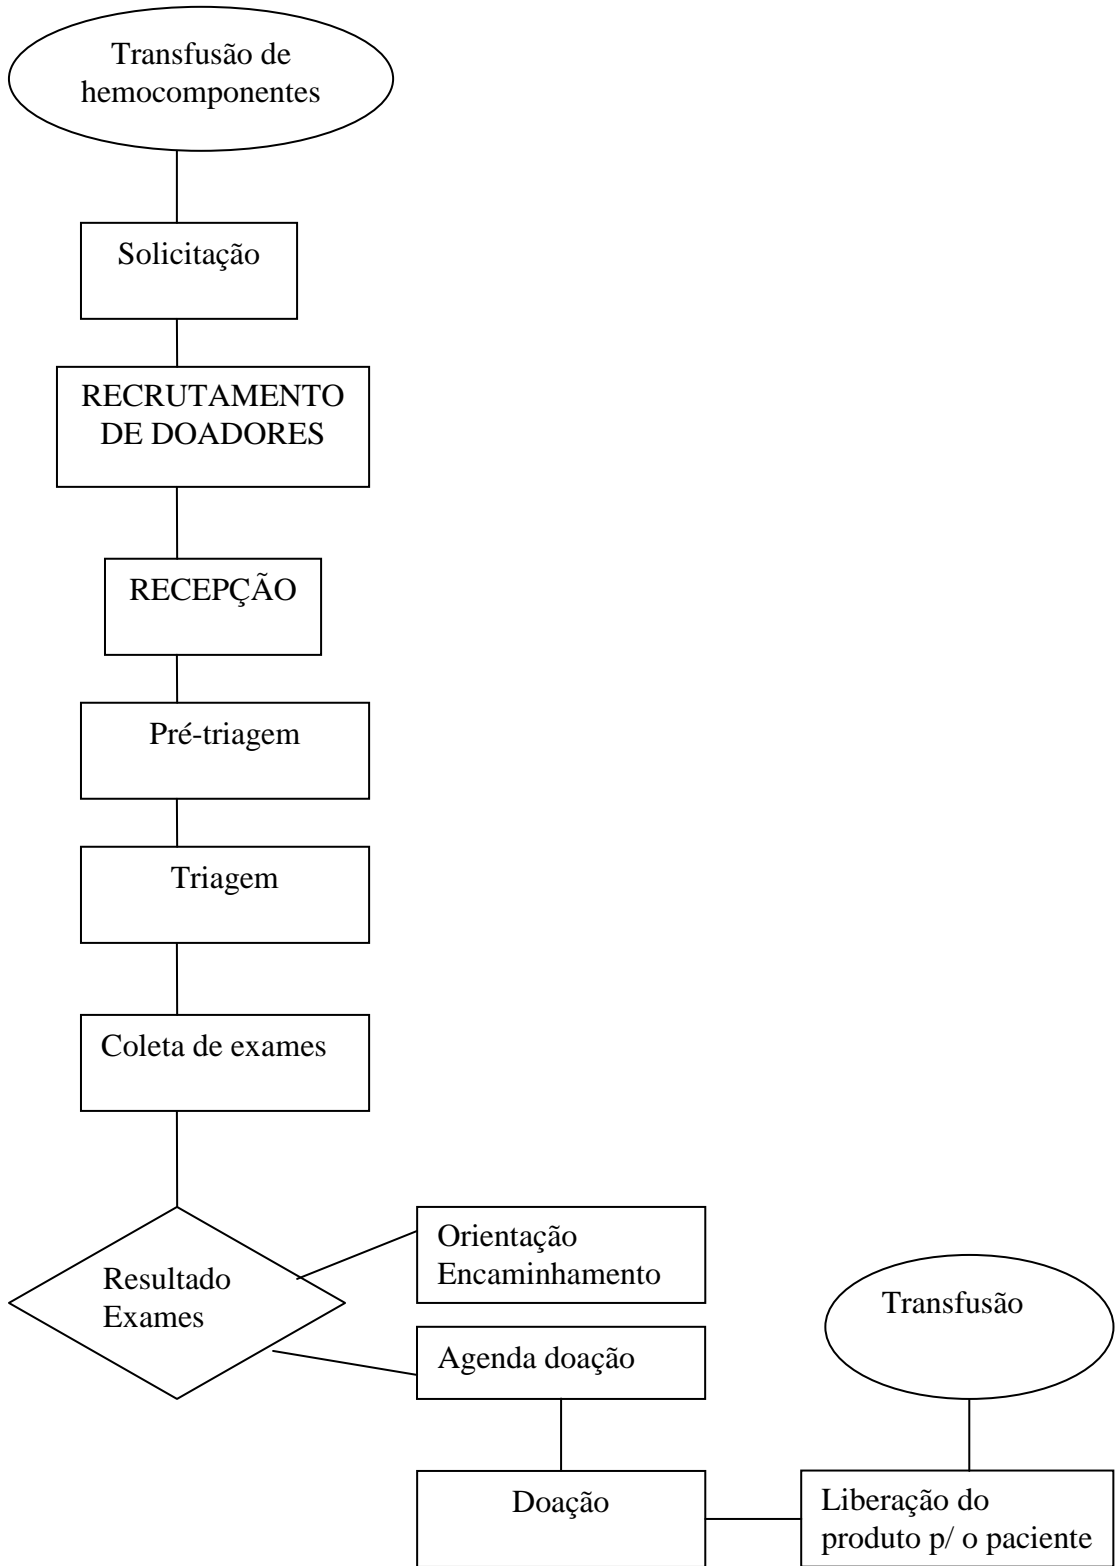 Transfusão de
hemocomponentes
Solicitação
RECRUTAMENTO
DE DOADORES
RECEPÇÃO
Pré-triagem
Triagem
Coleta de exames
Resultado
Exames
Orientação
Encaminhamento
Agenda doação
Doação
Liberação do
produto p/ o paciente
Transfusão